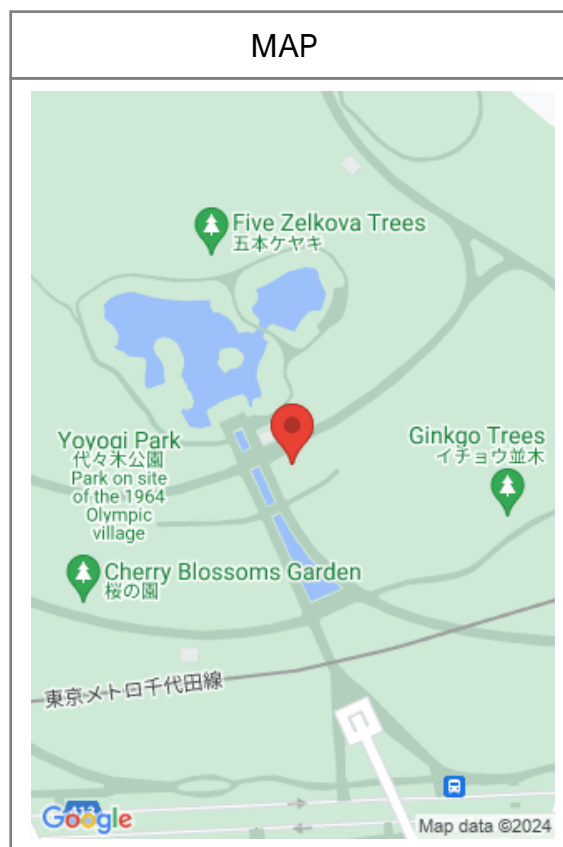 MAP
Five Zelkova Trees
五本ケヤキ
Yoyogi Park
代々木公園
Park on site
of the 1964
Olympic
village
Ginkgo Trees
イチョウ並木
Cherry Blossoms Garden
桜の園
東京メトロ千代田線
413
Google
Map data ©2024